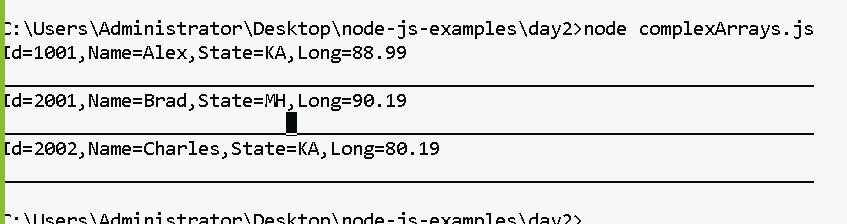 C:\Users\Administrator\Desktop\node-js-examples\day2>node complexArrays.js
Id=1001,Name=Alex,State=KA,Long=88.99
Id=2001,Name=Brad,State=MH,Long=90.19
Id=2002,Name=Charles,State=KA,Long=80.19
C:\Users\Administrator\Desktop\node-js-examples\day2>